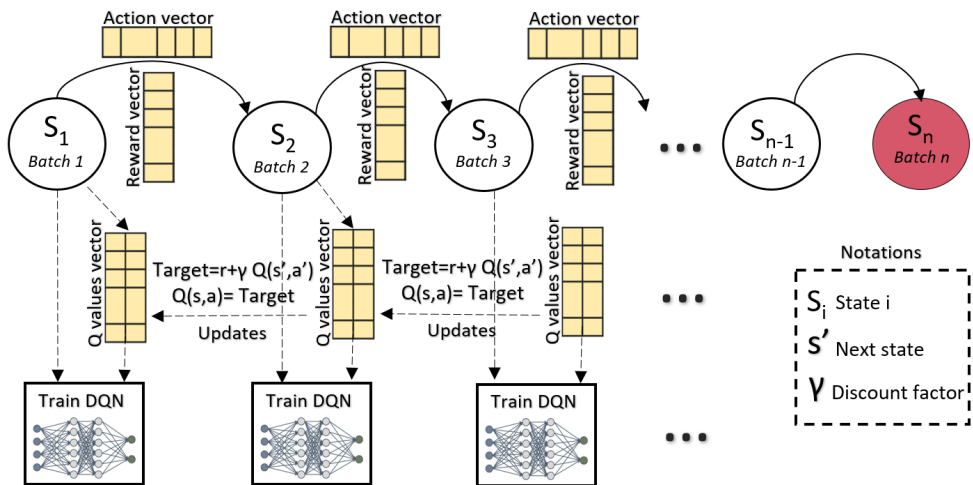 Action vector
Action vector
Action vector
Reward vector
Reward vector
Reward vector
S1
Batch 1
S2
Batch 2
S3
Batch 3
Sn-1
Batch n-1
Sn
Batch n
Q values vector
Target=r+γ Q(s’,a’)
Q(s,a)= Target
Updates
Q values vector
Target=r+γ Q(s’,a’)
Q(s,a)= Target
Updates
Q values vector
Train DQN
Train DQN
Train DQN
Notations
Si State i
s’ Next state
γ Discount factor